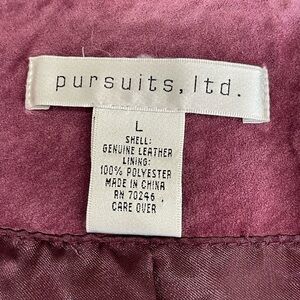 pursuits, ltd.
L
SHELL:
GENUINE LEATHER
LINING:
100% POLYESTER
MADE IN CHINA
RN 70246
CARE OVER